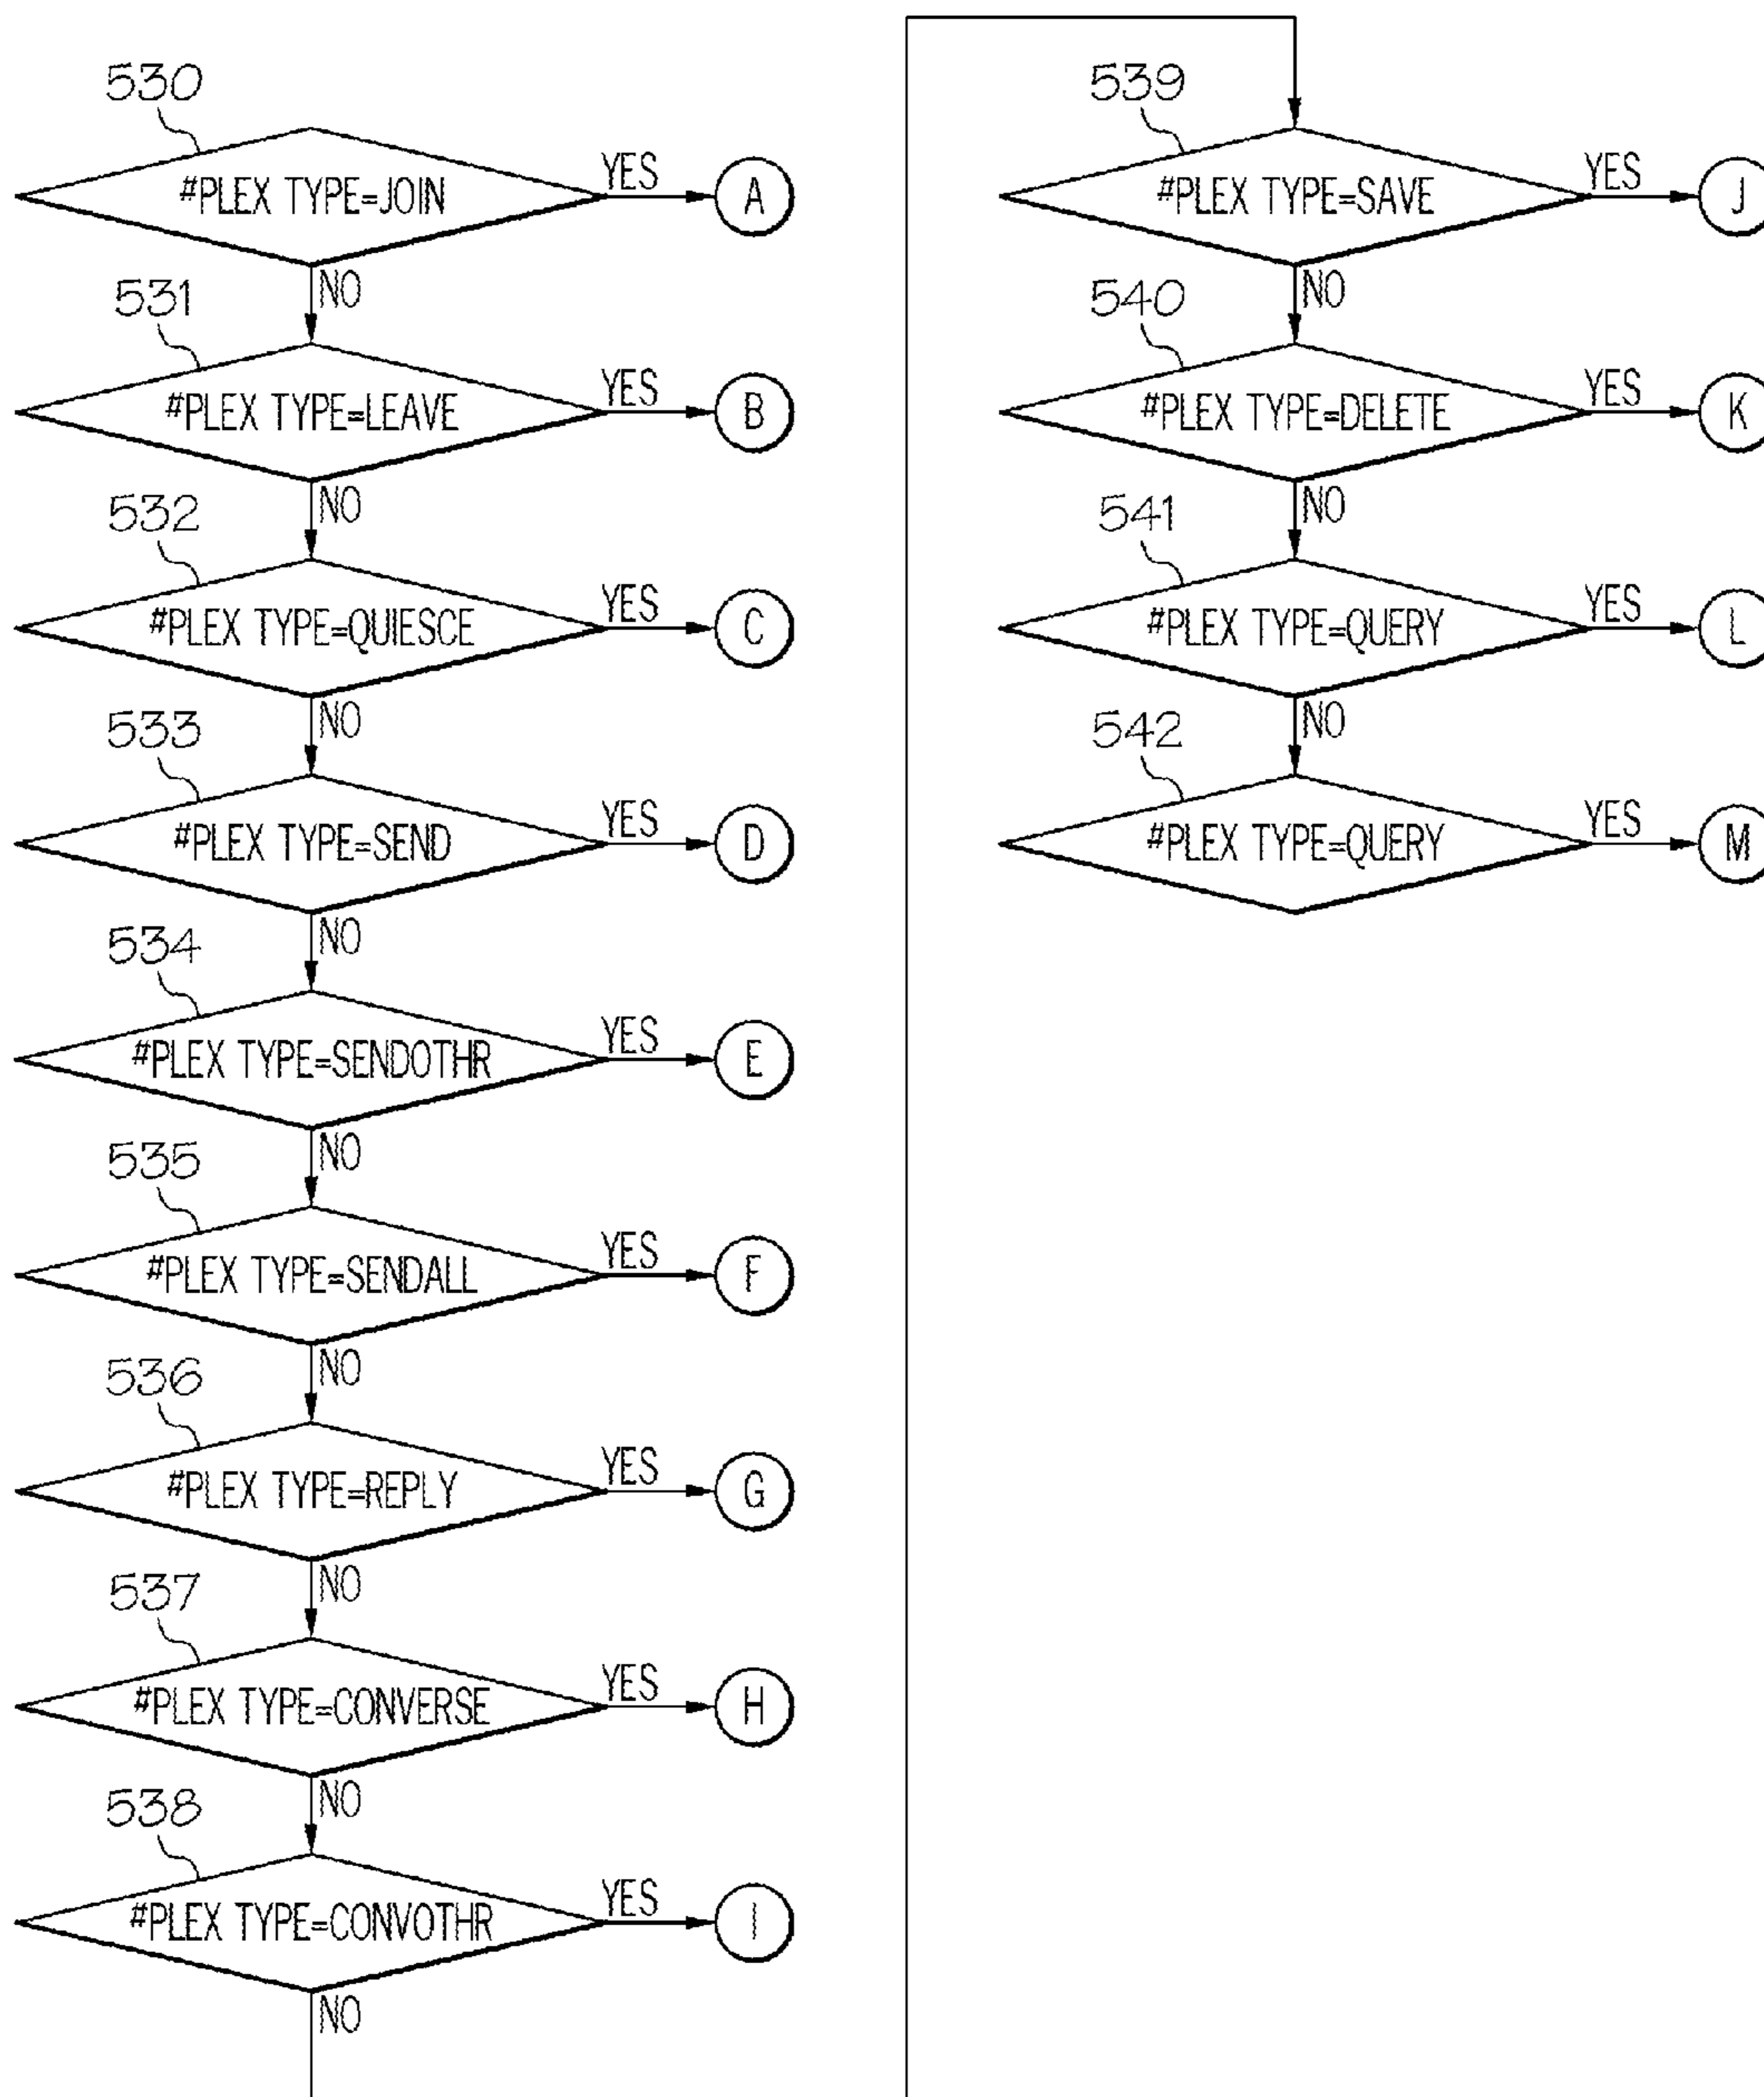 530
#PLEX TYPE=JOIN
YES
A
NO
531
#PLEX TYPE=LEAVE
YES
B
NO
532
#PLEX TYPE=QUIESCE
YES
C
NO
533
#PLEX TYPE=SEND
YES
D
NO
534
#PLEX TYPE=SENDOTHR
YES
E
NO
535
#PLEX TYPE=SENDALL
YES
F
NO
536
#PLEX TYPE=REPLY
YES
G
NO
537
#PLEX TYPE=CONVERSE
YES
H
NO
538
#PLEX TYPE=CONVOTHR
YES
I
NO
539
#PLEX TYPE=SAVE
YES
J
NO
540
#PLEX TYPE=DELETE
YES
K
NO
541
#PLEX TYPE=QUERY
YES
L
NO
542
#PLEX TYPE=QUERY
YES
M